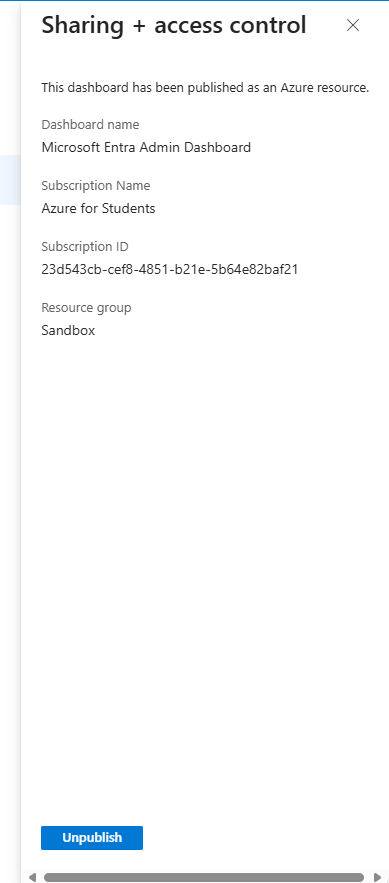 Sharing + access control
This dashboard has been published as an Azure resource.
Dashboard name
Microsoft Entra Admin Dashboard
Subscription Name
Azure for Students
Subscription ID
23d543cb-cef8-4851-b21e-5b64e82baf21
Resource group
Sandbox
Unpublish